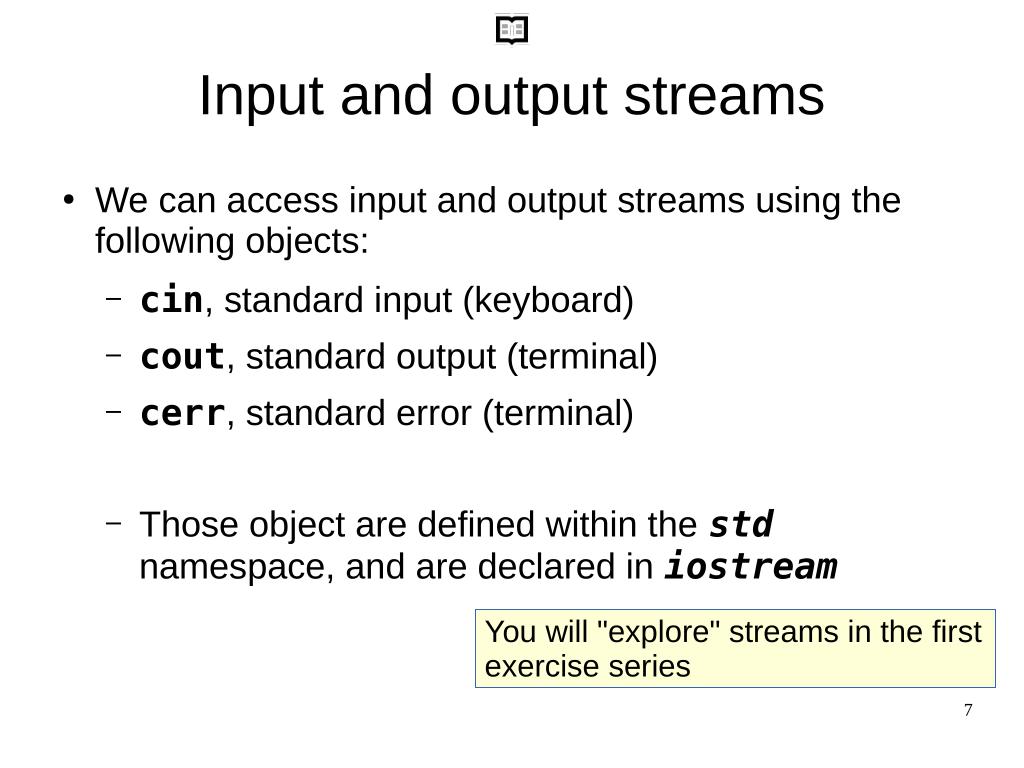 Input and output streams
• We can access input and output streams using the
following objects:
– cin, standard input (keyboard)
– cout, standard output (terminal)
– cerr, standard error (terminal)
– Those object are defined within the std
namespace, and are declared in iostream
You will "explore" streams in the first
exercise series
7